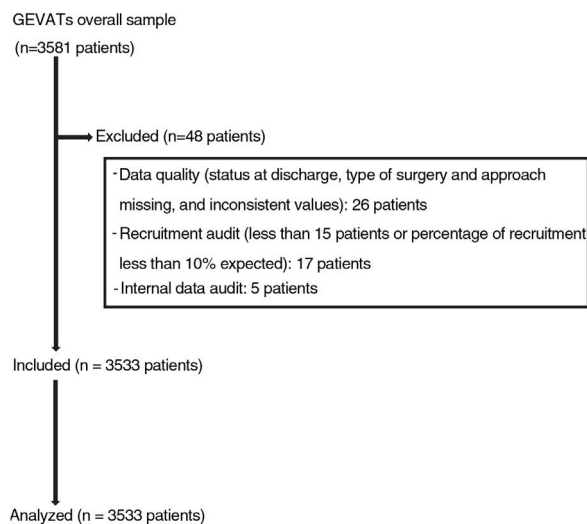 GEVATs overall sample
(n=3581 patients)
Excluded (n=48 patients)
- Data quality (status at discharge, type of surgery and approach
missing, and inconsistent values): 26 patients
- Recruitment audit (less than 15 patients or percentage of recruitment
less than 10% expected): 17 patients
- Internal data audit: 5 patients
Included (n = 3533 patients)
Analyzed (n = 3533 patients)